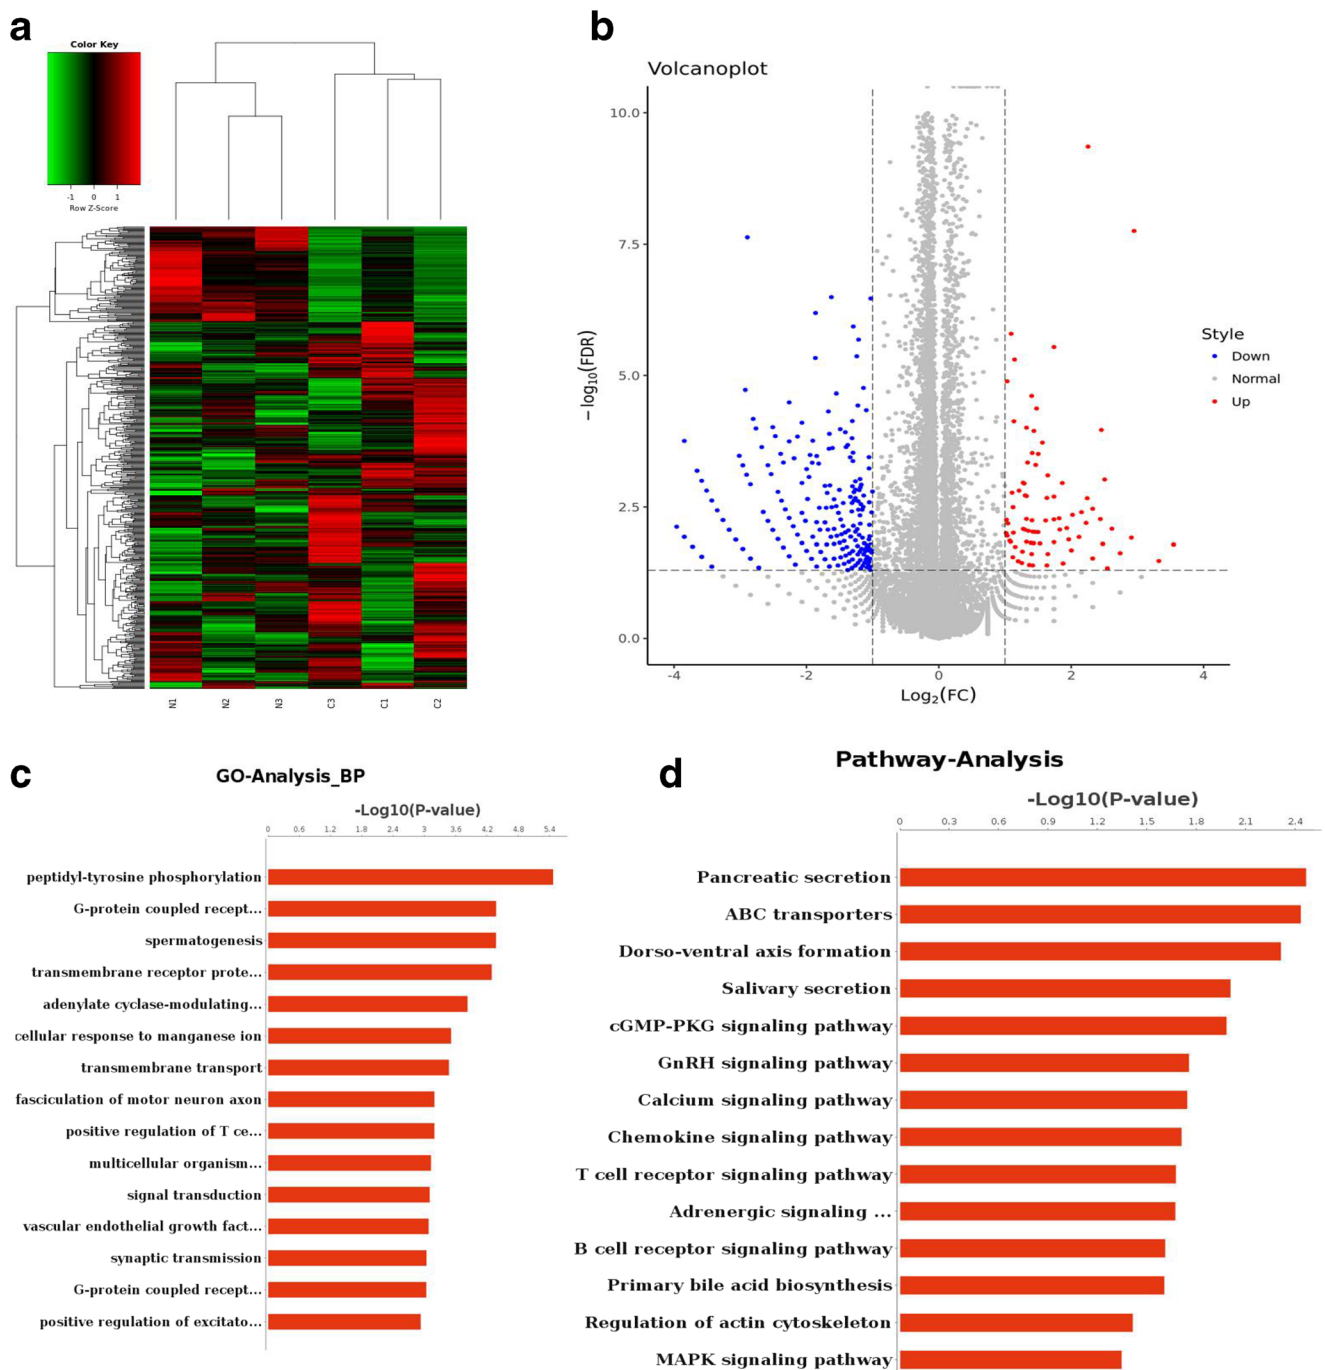 a
Color Key
-1 0 1
Row Z-Score
N1 N2 N3 C3 C1 C2
b
Volcanoplot
10.0
7.5
5.0
2.5
0.0
−log10(FDR)
-4 -2 0 2 4
Log2(FC)
Style
Down
Normal
Up
c
GO-Analysis_BP
-Log10(P-value)
0 0.6 1.2 1.8 2.4 3 3.6 4.2 4.8 5.4
peptidyl-tyrosine phosphorylation
G-protein coupled recept...
spermatogenesis
transmembrane receptor prote...
adenylate cyclase-modulating...
cellular response to manganese ion
transmembrane transport
fasciculation of motor neuron axon
positive regulation of T ce...
multicellular organism...
signal transduction
vascular endothelial growth fact...
synaptic transmission
G-protein coupled recept...
positive regulation of excitato...
d
Pathway-Analysis
-Log10(P-value)
0 0.3 0.6 0.9 1.2 1.5 1.8 2.1 2.4
Pancreatic secretion
ABC transporters
Dorso-ventral axis formation
Salivary secretion
cGMP-PKG signaling pathway
GnRH signaling pathway
Calcium signaling pathway
Chemokine signaling pathway
T cell receptor signaling pathway
Adrenergic signaling ...
B cell receptor signaling pathway
Primary bile acid biosynthesis
Regulation of actin cytoskeleton
MAPK signaling pathway